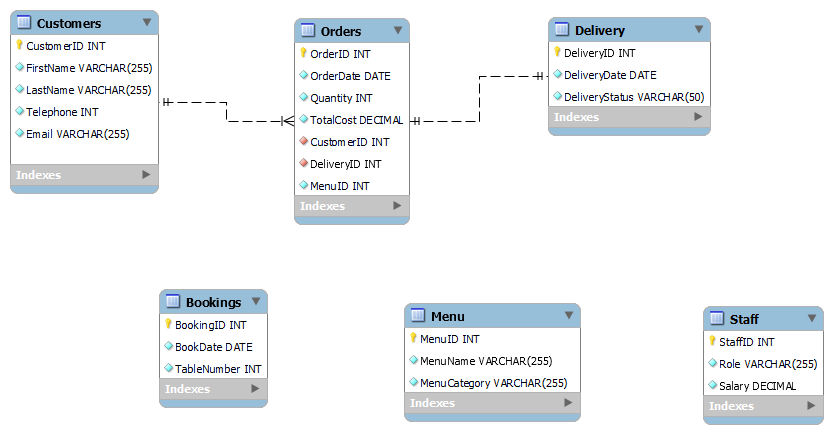 Customers
CustomerID INT
FirstName VARCHAR(255)
LastName VARCHAR(255)
Telephone INT
Email VARCHAR(255)
Indexes
Orders
OrderID INT
OrderDate DATE
Quantity INT
TotalCost DECIMAL
CustomerID INT
DeliveryID INT
MenuID INT
Indexes
Delivery
DeliveryID INT
DeliveryDate DATE
DeliveryStatus VARCHAR(50)
Indexes
Bookings
BookingID INT
BookDate DATE
TableNumber INT
Indexes
Menu
MenuID INT
MenuName VARCHAR(255)
MenuCategory VARCHAR(255)
Indexes
Staff
StaffID INT
Role VARCHAR(255)
Salary DECIMAL
Indexes